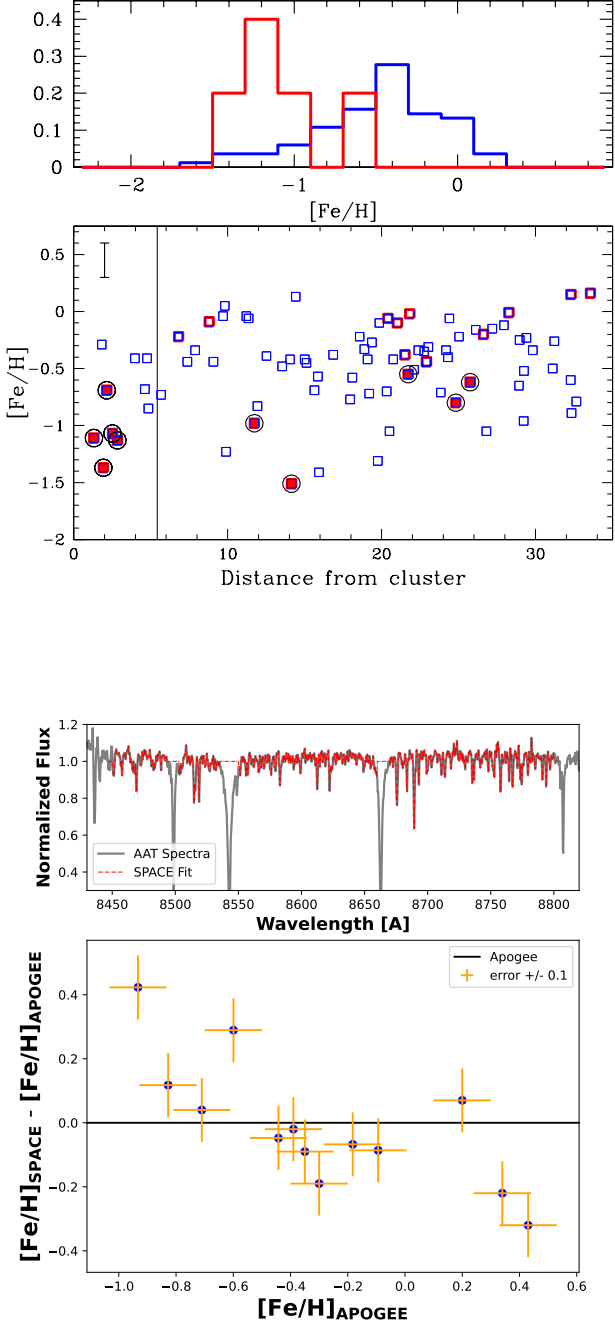 0.4
0.3
0.2
0.1
0
−2
−1
0
[Fe/H]
0.5
0
−0.5
−1
−1.5
−2
[Fe/H]
0
10
20
30
Distance from cluster
1.2
1.0
0.8
0.6
0.4
Normalized Flux
AAT Spectra
SPACE Fit
8450 8500 8550 8600 8650 8700 8750 8800
Wavelength [A]
Apogee
error +/- 0.1
0.4
0.2
0.0
−0.2
−0.4
[Fe/H]SPACE - [Fe/H]APOGEE
−1.0 −0.8 −0.6 −0.4 −0.2 0.0 0.2 0.4 0.6
[Fe/H]APOGEE